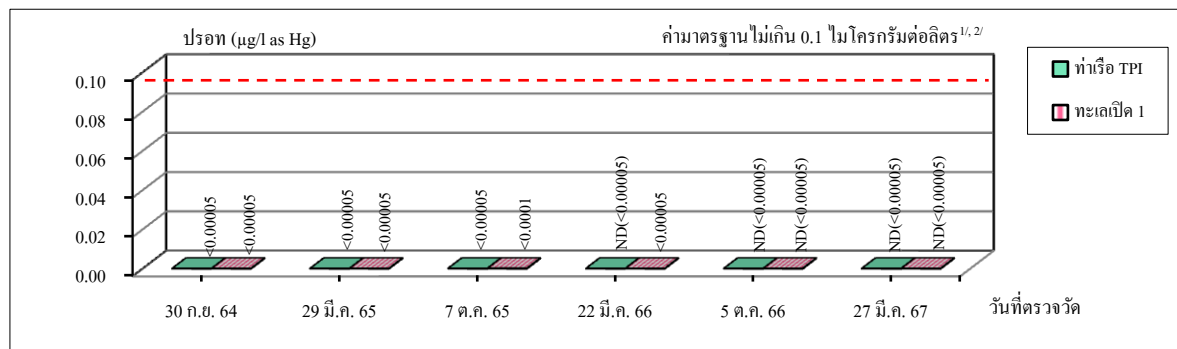 ปรอท (µg/l as Hg)
ค่ามาตรฐานไม่เกิน 0.1 ไมโครกรัมต่อลิตร1/, 2/
ท่าเรือ TPI
ทะเลเปิด 1
0.10
0.08
0.06
0.04
0.02
0.00
<0.00005
<0.00005
<0.00005
<0.00005
<0.00005
<0.0001
ND(<0.00005)
<0.00005
ND(<0.00005)
ND(<0.00005)
ND(<0.00005)
ND(<0.00005)
30 ก.ย. 64
29 มี.ค. 65
7 ต.ค. 65
22 มี.ค. 66
5 ต.ค. 66
27 มี.ค. 67
วันที่ตรวจวัด